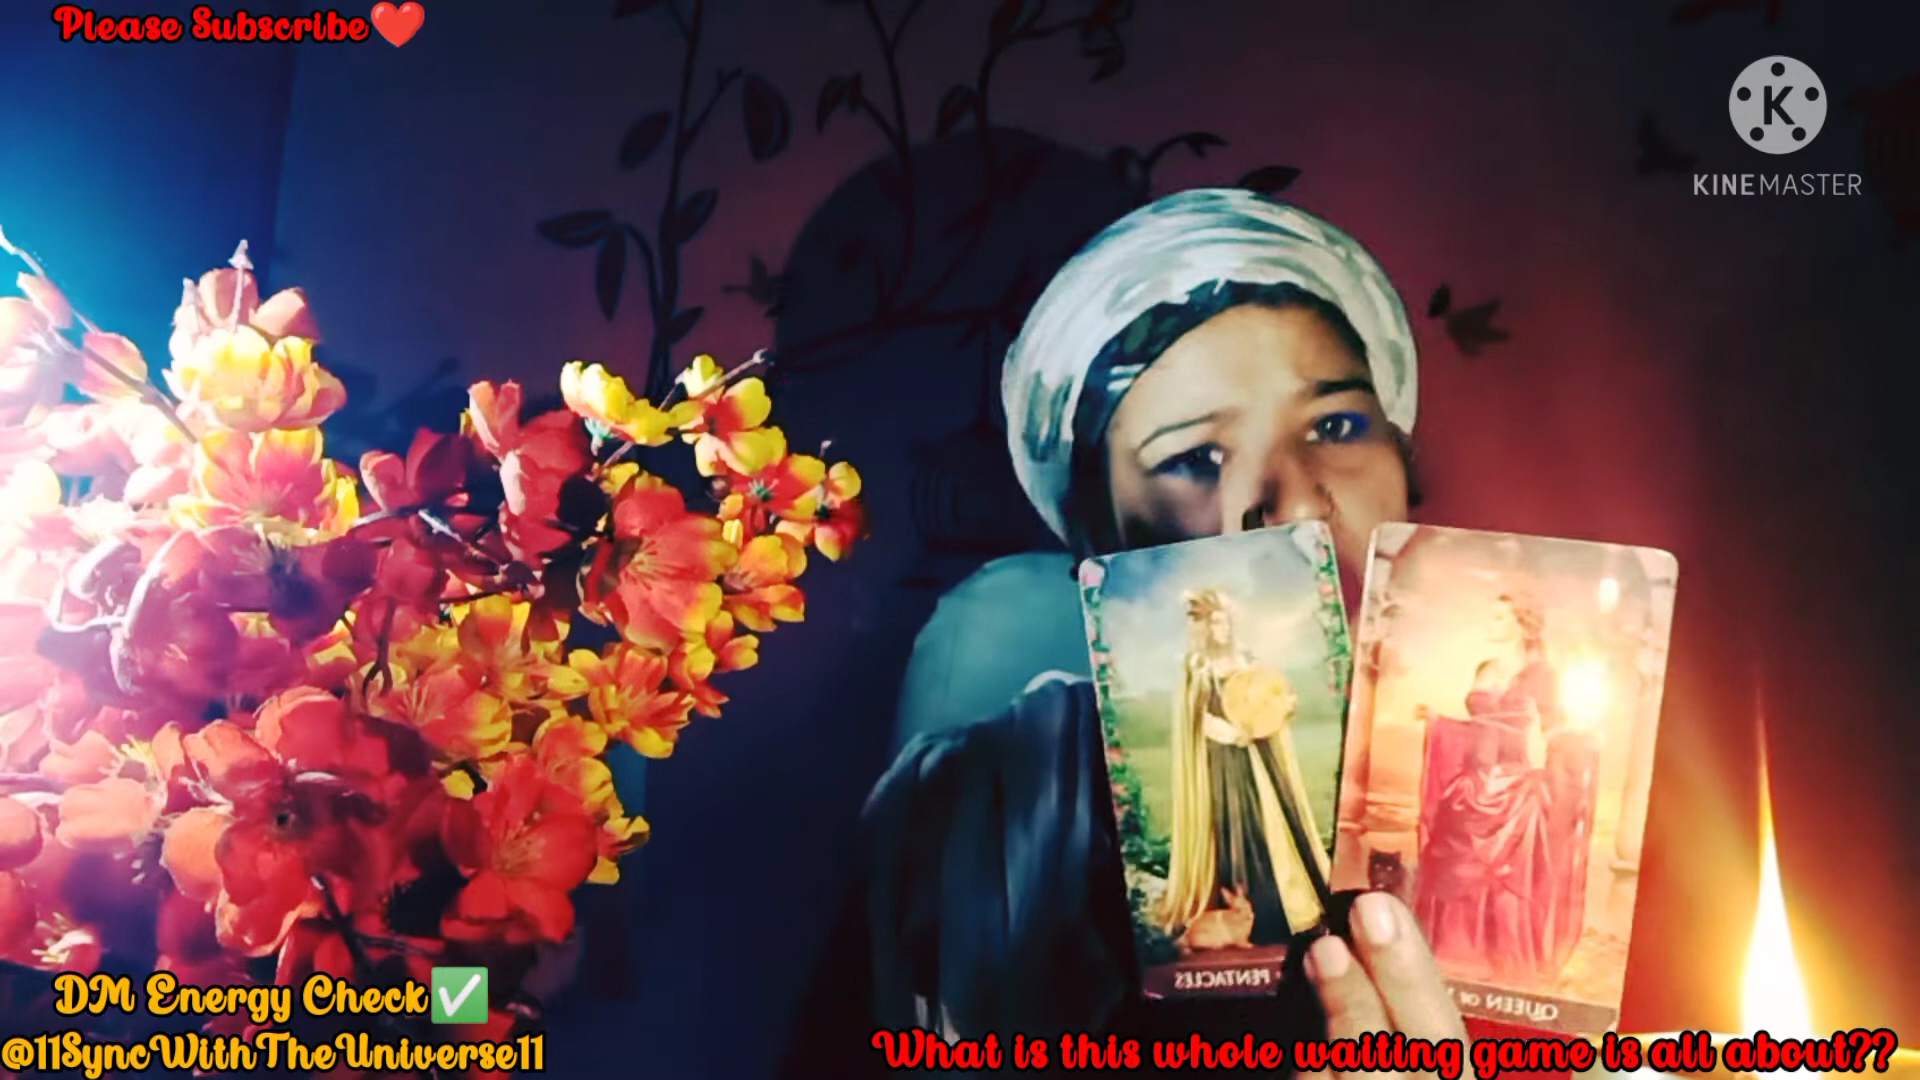 Please Subscribe❤️
K
KINEMASTER
PENTACLES
QUEEN OF
DM Energy Check✅
@11SyncWithTheUniverse11
What is this whole waiting game is all about??